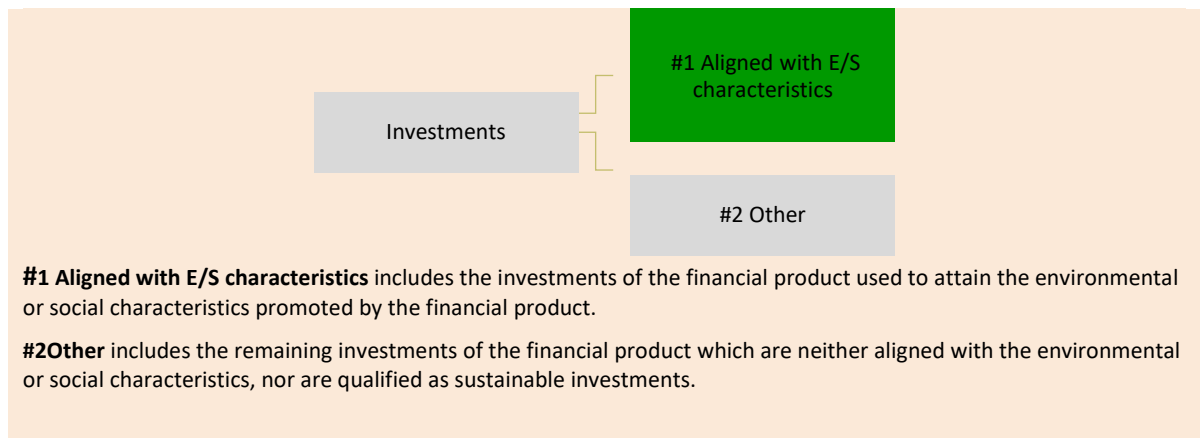 #1 Aligned with E/S
characteristics
Investments
#2 Other
#1 Aligned with E/S characteristics includes the investments of the financial product used to attain the environmental
or social characteristics promoted by the financial product.
#2Other includes the remaining investments of the financial product which are neither aligned with the environmental
or social characteristics, nor are qualified as sustainable investments.